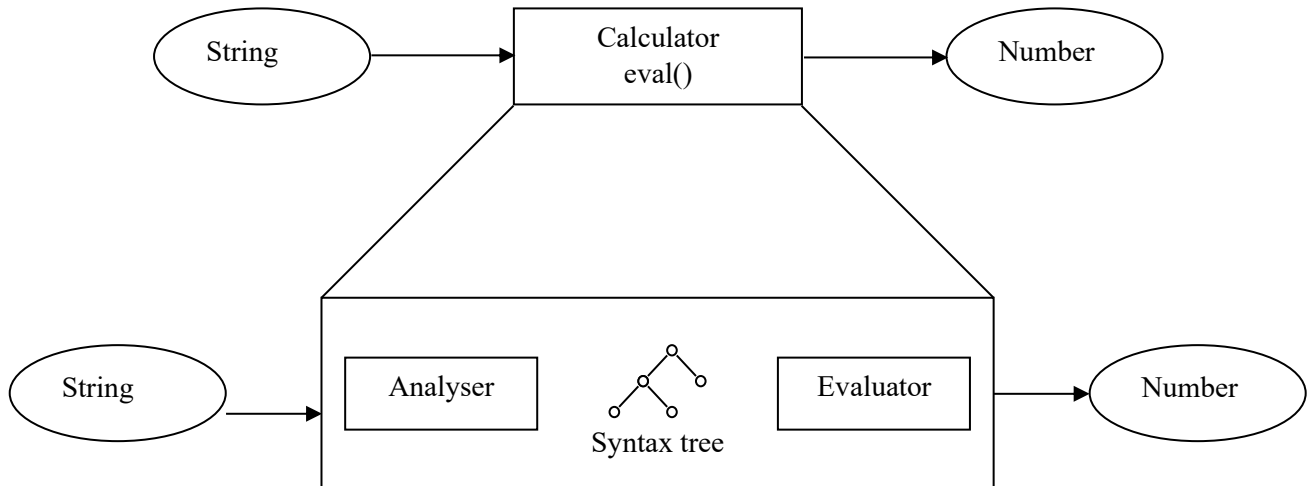 String
Calculator
eval()
Number
String
Analyser
Syntax tree
Evaluator
Number